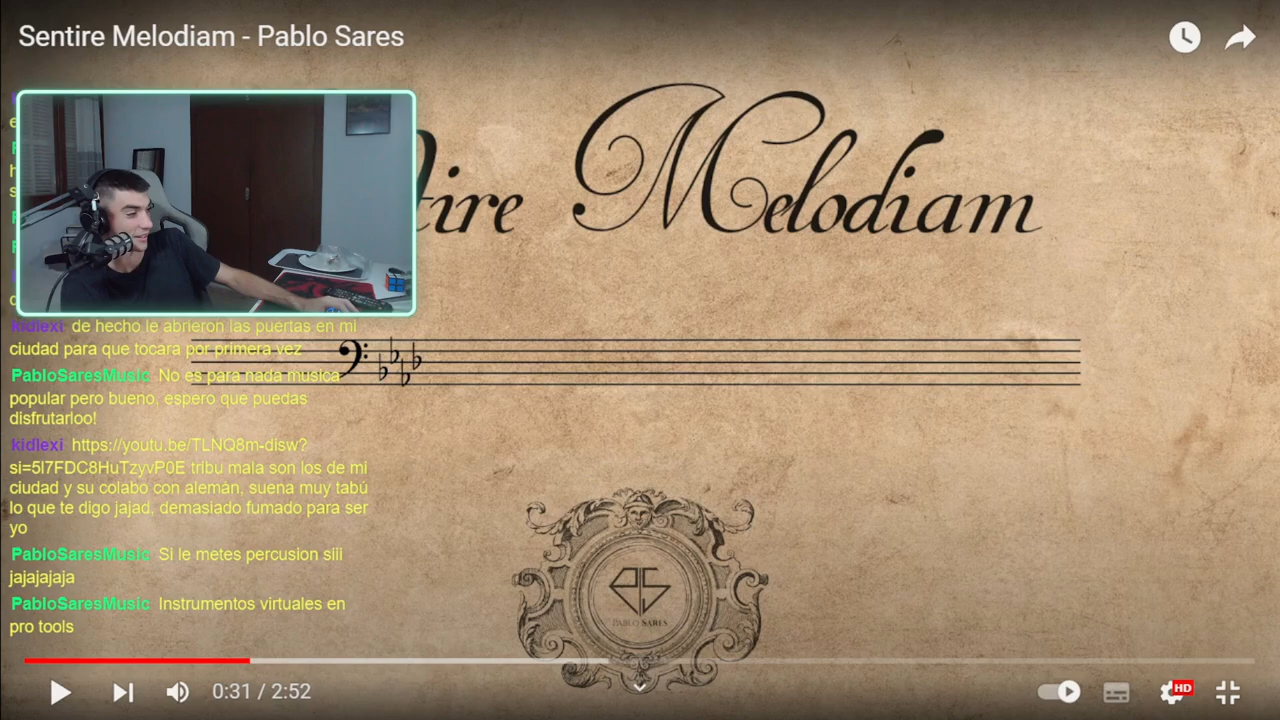 Sentire Melodiam - Pablo Sares
tire Melodiam
kidlexi de hecho le abrieron las puertas en mi
ciudad para que tocara por primera vez
PabloSaresMusic No es para nada musica
popular pero bueno, espero que puedas
disfrutarloo!
kidlexi https://youtu.be/TLNQ8m-disw?
si=5l7FDC8HuTzyvP0E tribu mala son los de mi
ciudad y su colabo con alemán, suena muy tabú
lo que te digo jajad, demasiado fumado para ser
yo
PabloSaresMusic Si le metes percusion siii
jajajajaja
PabloSaresMusic Instrumentos virtuales en
pro tools
PABLO SARES
0:31 / 2:52
HD